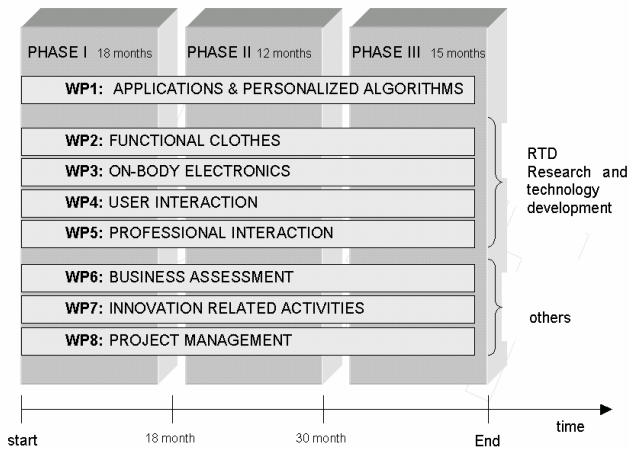 PHASE I 18 months
PHASE II 12 months
PHASE III 15 months
WP1: APPLICATIONS & PERSONALIZED ALGORITHMS
WP2: FUNCTIONAL CLOTHES
WP3: ON-BODY ELECTRONICS
WP4: USER INTERACTION
WP5: PROFESSIONAL INTERACTION
RTD
Research and
technology
development
WP6: BUSINESS ASSESSMENT
WP7: INNOVATION RELATED ACTIVITIES
WP8: PROJECT MANAGEMENT
others
start
18 month
30 month
End
time